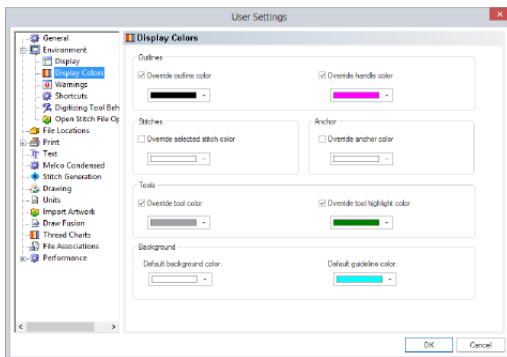 User Settings
General
Environment
Display
Display Colors
Warnings
Shortcuts
Digitizing Tool Beh
Open Stitch File Op
File Locations
Print
Text
Melco Condensed
Stitch Generation
Drawing
Units
Import Artwork
Draw Fusion
Thread Charts
File Associations
Performance
Display Colors
Outlines
Override outline color
Override handle color
Stitches
Override selected stitch color
Anchor
Override anchor color
Tools
Override tool color
Override tool highlight color
Background
Default background color:
Default guideline color:
OK
Cancel